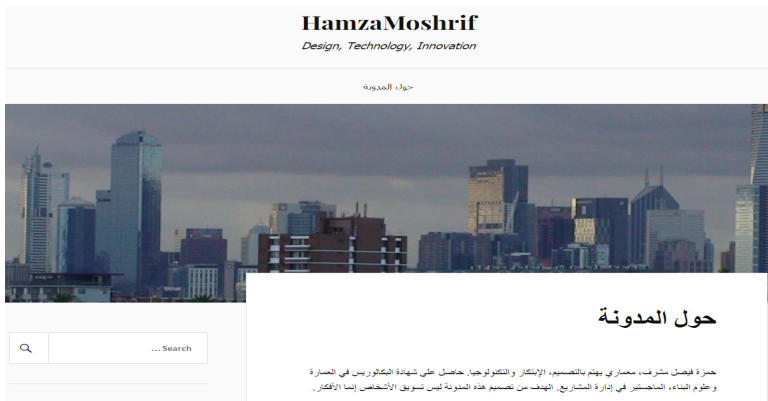 HamzaMoshrif
Design, Technology, Innovation
حول المدونة
حول المدونة
Search ...
حمزة فيصل مشرف، معماري يهتم بالتصميم، الإبتكار والتكنولوجيا. حاصل على شهادة البكالوريس في العمارة
وعلوم البناء، الماجستير في إدارة المشاريع. الهدف من تصميم هذه المدونة ليس تسويق الأشخاص إنما الأفكار.